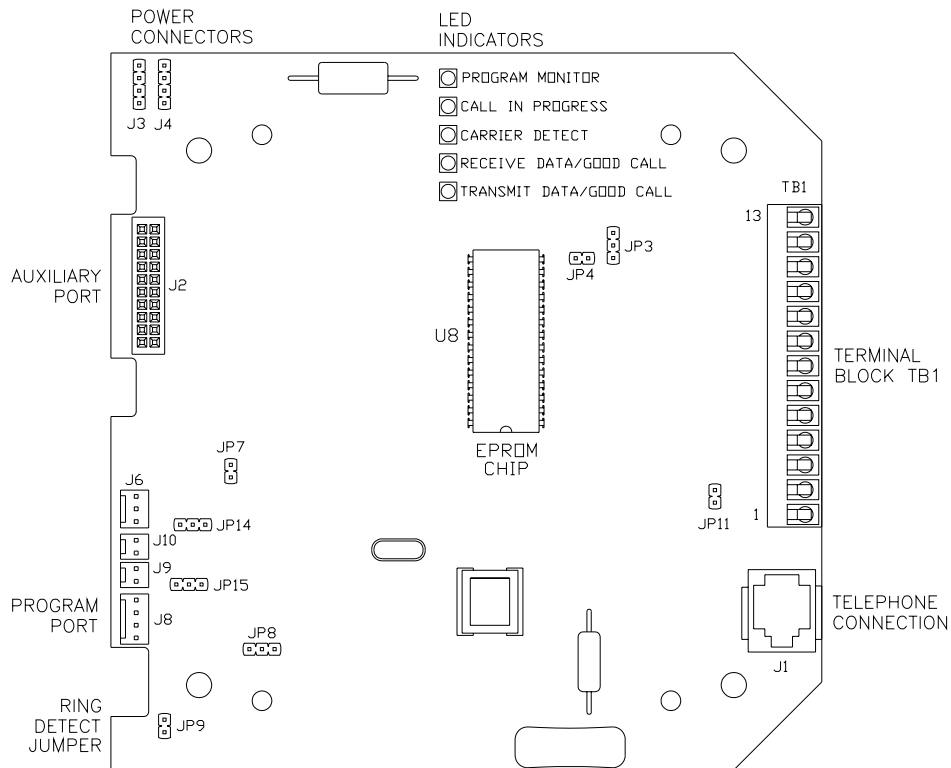 POWER
CONNECTORS
LED
INDICATORS
PROGRAM MONITOR
CALL IN PROGRESS
CARRIER DETECT
RECEIVE DATA/GOOD CALL
TRANSMIT DATA/GOOD CALL
J3 J4
TB1
13
JP3
JP4
AUXILIARY
PORT
J2
U8
TERMINAL
BLOCK TB1
EPROM
CHIP
JP7
J6
JP14
JP11
1
J10
J9
JP15
PROGRAM
PORT
J8
JP8
TELEPHONE
CONNECTION
J1
RING
DETECT
JUMPER
JP9